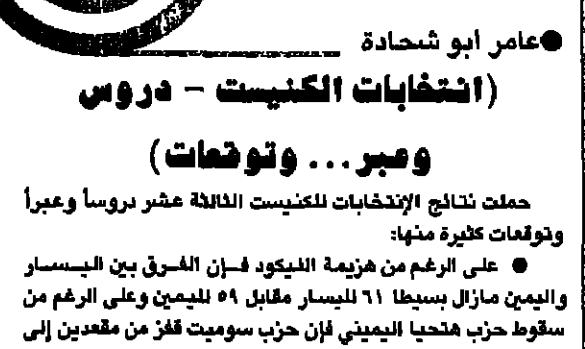 ●عامر ابو شحادة
(انتخابات الكنيست – دروس
وعبر... وتوقعات)
حملت نتائج الإنتخابات للكنيست الثالثة عشر دروساً وعبراً
وتوقعات كثيرة منها:
● على الرغم من هزيمة الليكود فإن الفرق بين اليسار
واليمين مازال بسيطا ٦١ لليسار مقابل ٥٩ لليمين وعلى الرغم من
سقوط حزب هتحيا اليميني فإن حزب سوميت قفز من مقعدين إلى